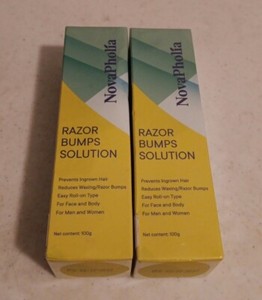 NovaPholia
RAZOR
BUMPS
SOLUTION
Prevents Ingrown Hair
Reduces Waxing/Razor Bumps
Easy Roll-on Type
For Face and Body
For Men and Women
Net content: 100g
NovaPholia
RAZOR
BUMPS
SOLUTION
Prevents Ingrown Hair
Reduces Waxing/Razor Bumps
Easy Roll-on Type
For Face and Body
For Men and Women
Net content: 100g